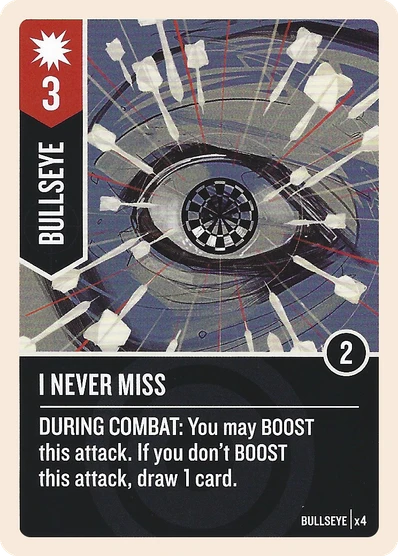 3
BULLSEYE
2
I NEVER MISS
DURING COMBAT: You may BOOST
this attack. If you don't BOOST
this attack, draw 1 card.
BULLSEYE | x4